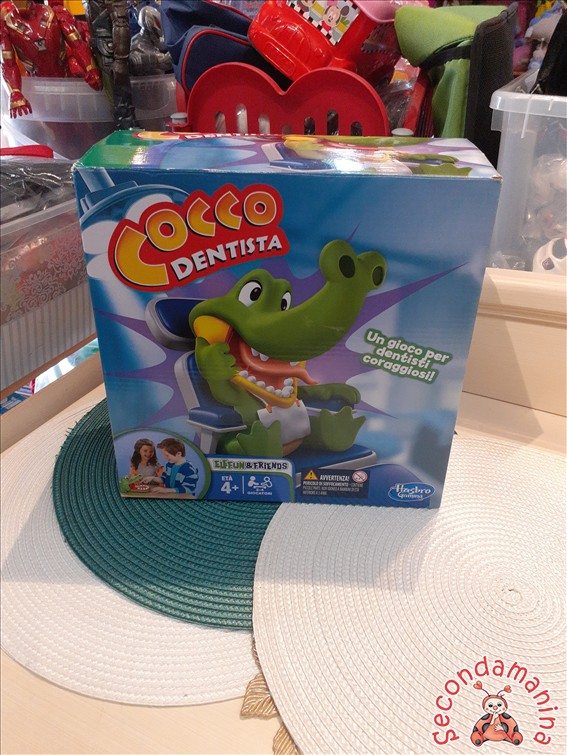 COCCO
DENTISTA
Un gioco per
dentisti
coraggiosi!
ELEFUN & FRIENDS
ETÀ
4+
AVVERTENZA!
Hasbro
Gaming
Secondamanina